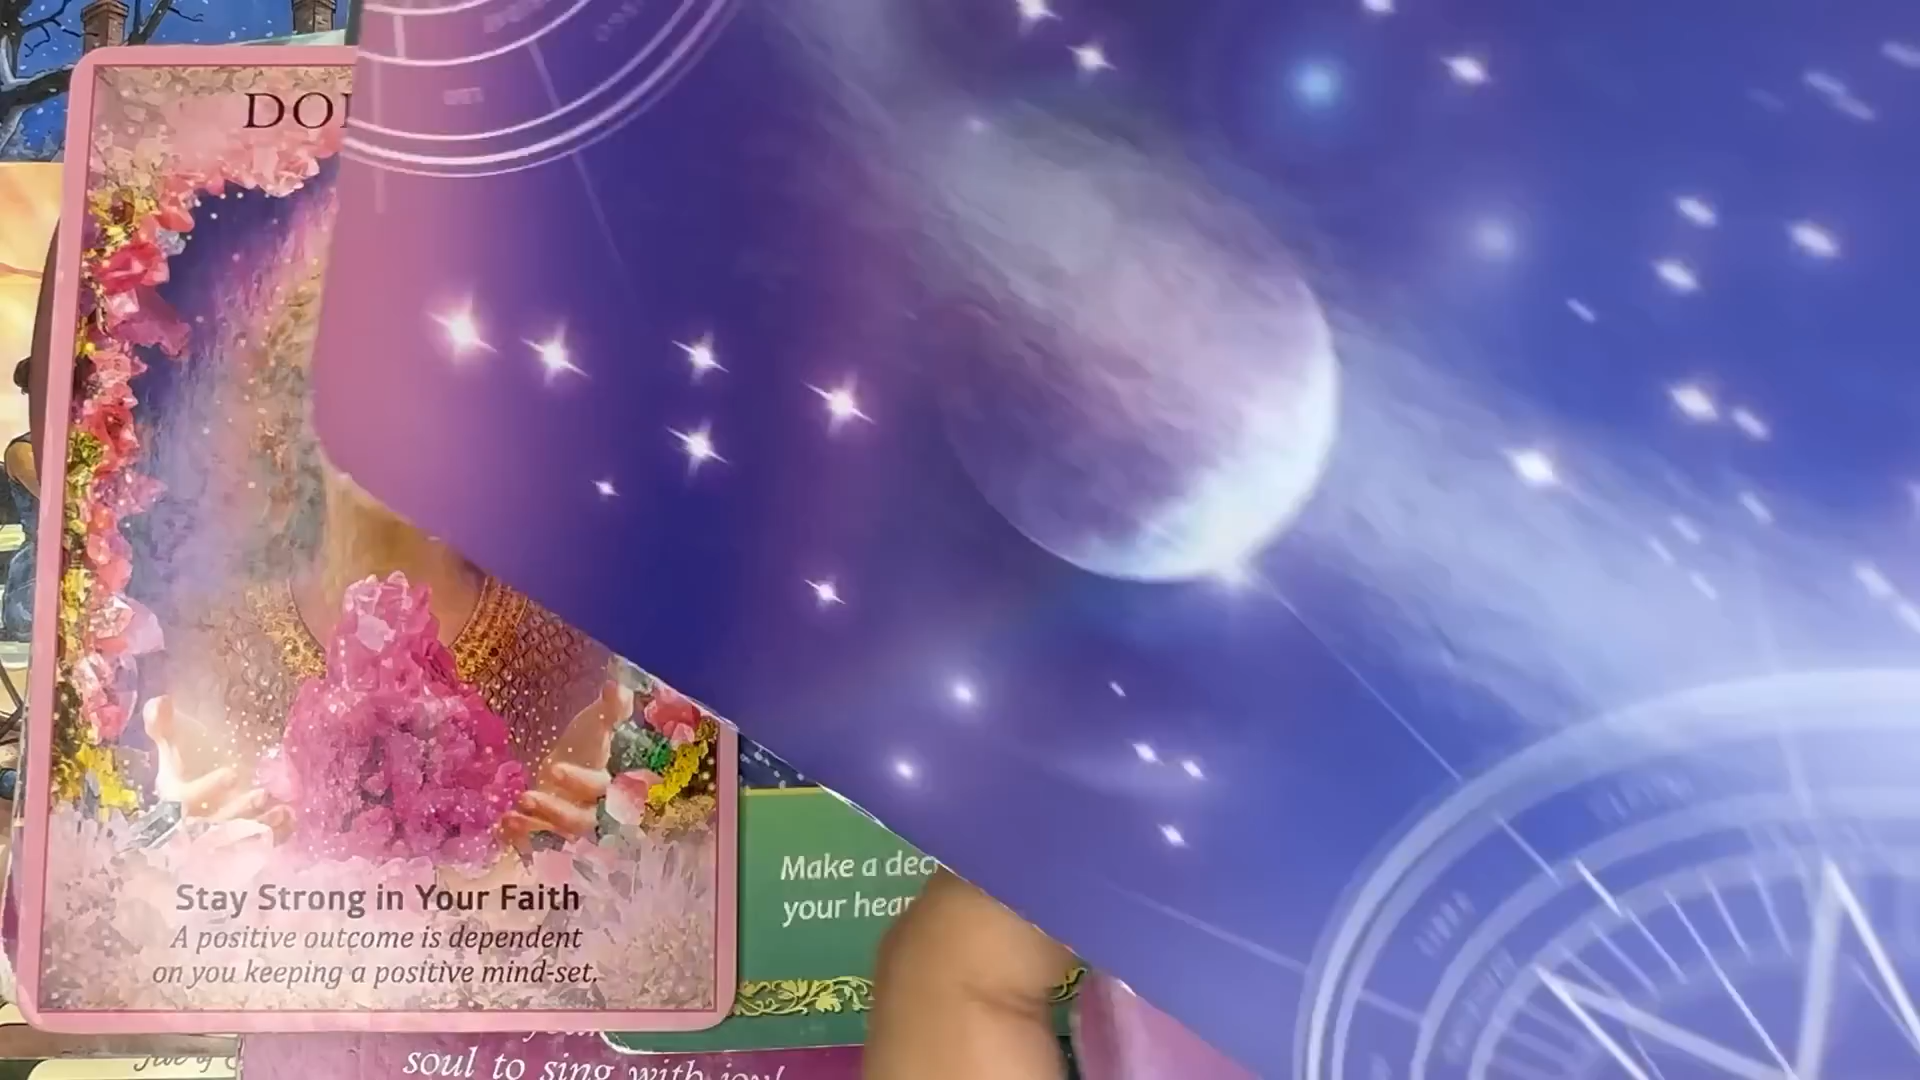 DO
Make a dec
your hear
Stay Strong in Your Faith
A positive outcome is dependent
on you keeping a positive mind-set.
soul to sing with joy!